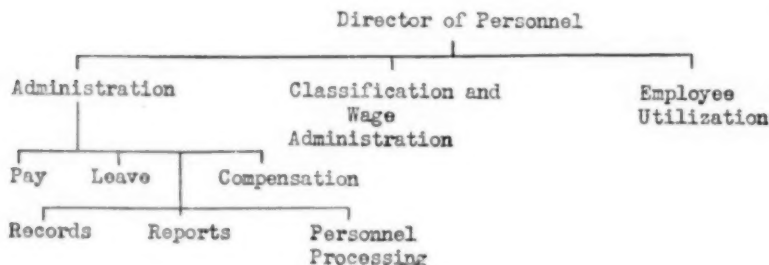 Director of Personnel
Administration
Classification and
Wage
Administration
Employee
Utilization
Pay
Leave
Compensation
Records
Reports
Personnel
Processing